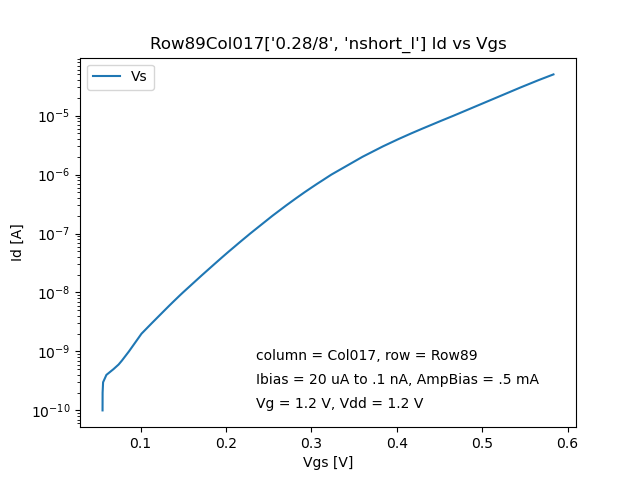 Row89Col017['0.28/8', 'nshort_l'] Id vs Vgs
Vs
10⁻⁵
10⁻⁶
10⁻⁷
10⁻⁸
10⁻⁹
10⁻¹⁰
Id [A]
column = Col017, row = Row89
Ibias = 20 uA to .1 nA, AmpBias = .5 mA
Vg = 1.2 V, Vdd = 1.2 V
0.1 0.2 0.3 0.4 0.5 0.6
Vgs [V]